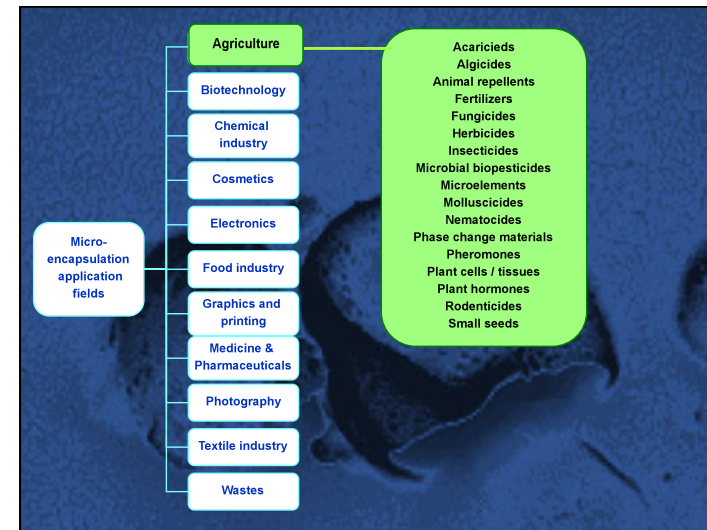 Agriculture
Biotechnology
Chemical
industry
Cosmetics
Electronics
Micro-
encapsulation
application
fields
Food industry
Graphics and
printing
Medicine &
Pharmaceuticals
Photography
Textile industry
Wastes
Acaricieds
Algicides
Animal repellents
Fertilizers
Fungicides
Herbicides
Insecticides
Microbial biopesticides
Microelements
Molluscicides
Nematocides
Phase change materials
Pheromones
Plant cells / tissues
Plant hormones
Rodenticides
Small seeds